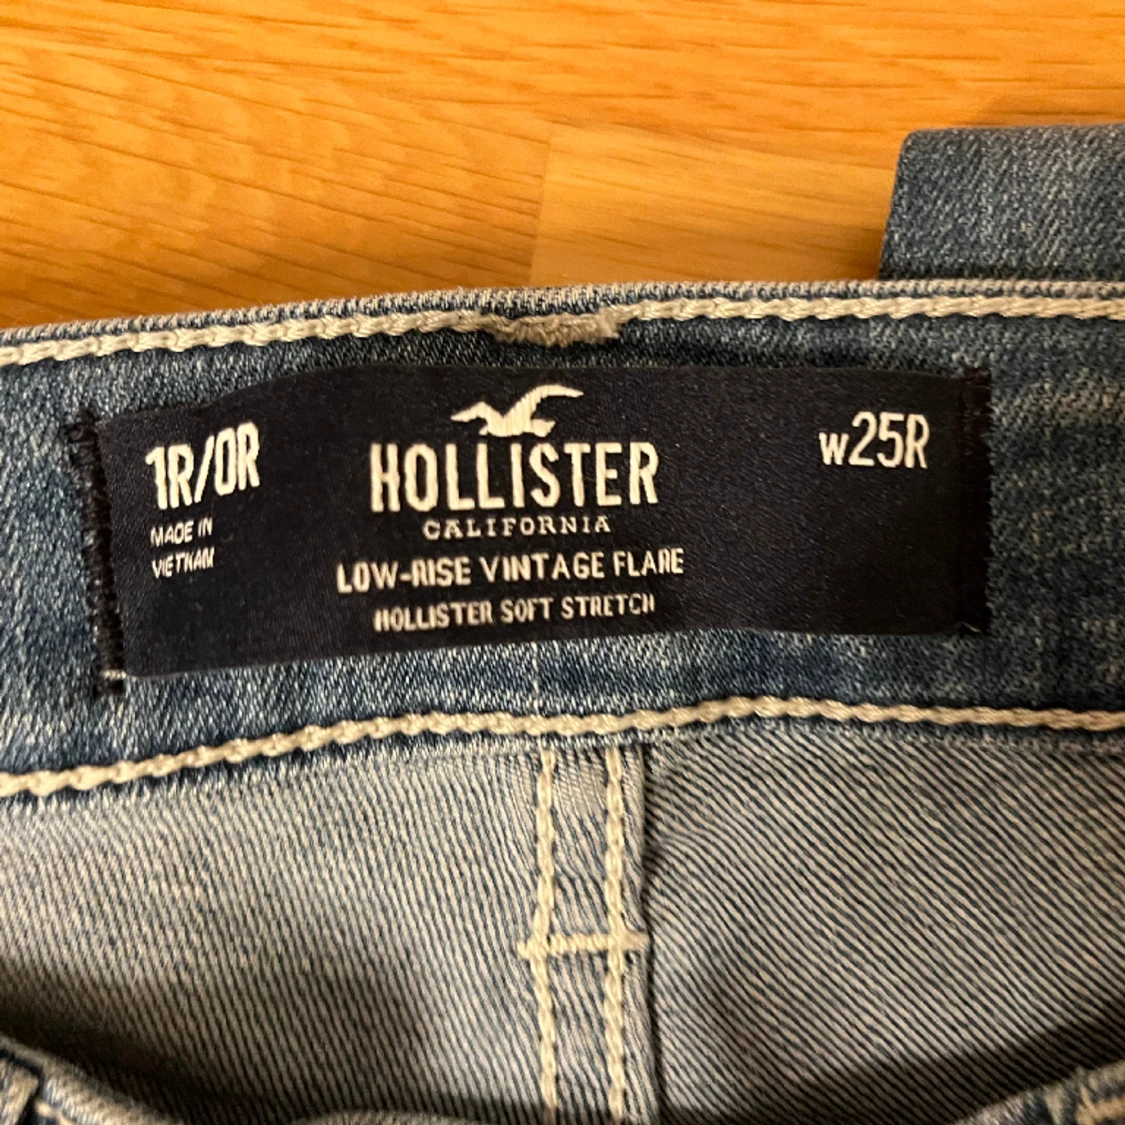 1R/0R
MADE IN
VIETNAM
HOLLISTER
CALIFORNIA
LOW-RISE VINTAGE FLARE
HOLLISTER SOFT STRETCH
W25R